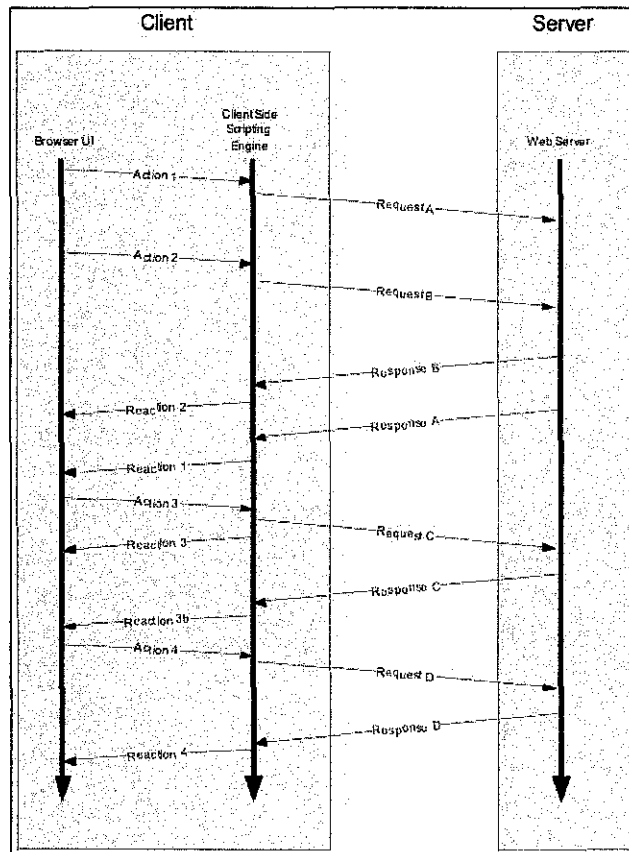 Client
Server
Client Side
Scripting
Engine
Browser UI
Web Server
Action 1
Request A
Action 2
Request B
Response B
Reaction 2
Response A
Reaction 1
Action 3
Request C
Reaction 3
Response C
Reaction 3b
Action 4
Request D
Response D
Reaction 4